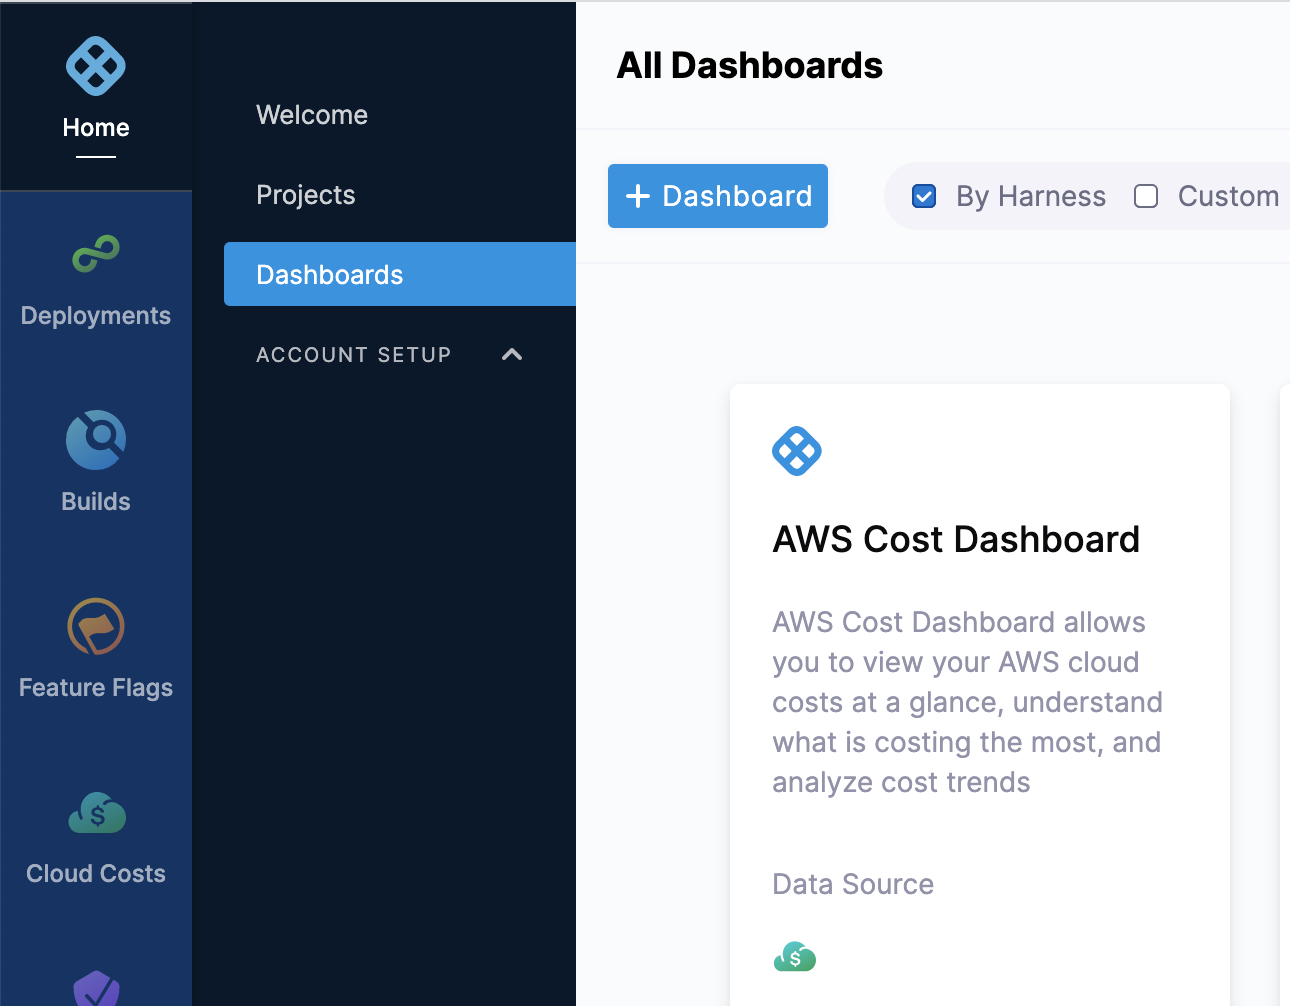 Home
Deployments
Builds
Feature Flags
Cloud Costs
Welcome
Projects
Dashboards
ACCOUNT SETUP
All Dashboards
+ Dashboard
By Harness
Custom
AWS Cost Dashboard
AWS Cost Dashboard allows
you to view your AWS cloud
costs at a glance, understand
what is costing the most, and
analyze cost trends
Data Source